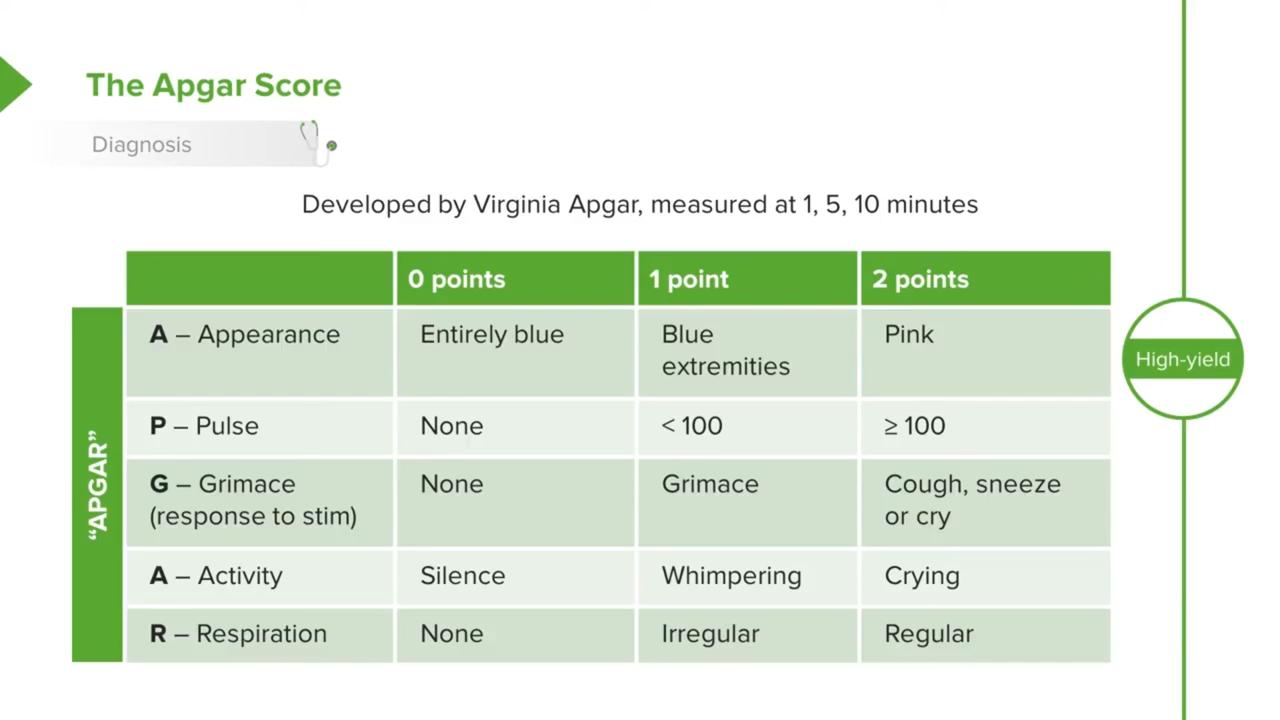 The Apgar Score
Diagnosis
Developed by Virginia Apgar, measured at 1, 5, 10 minutes
0 points 1 point 2 points
"APGAR"
A – Appearance Entirely blue Blue extremities Pink
P – Pulse None < 100 ≥ 100
G – Grimace (response to stim) None Grimace Cough, sneeze or cry
A – Activity Silence Whimpering Crying
R – Respiration None Irregular Regular
High-yield